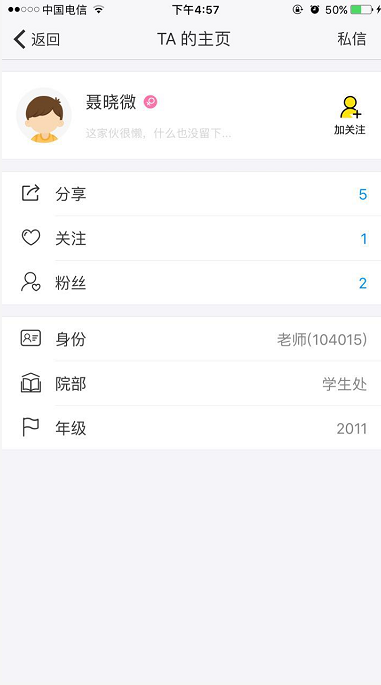 中国电信 下午4:57 50%
返回 TA 的主页 私信
聂晓微
这家伙很懒，什么也没留下...
加关注
分享 5
关注 1
粉丝 2
身份 老师(104015)
院部 学生处
年级 2011